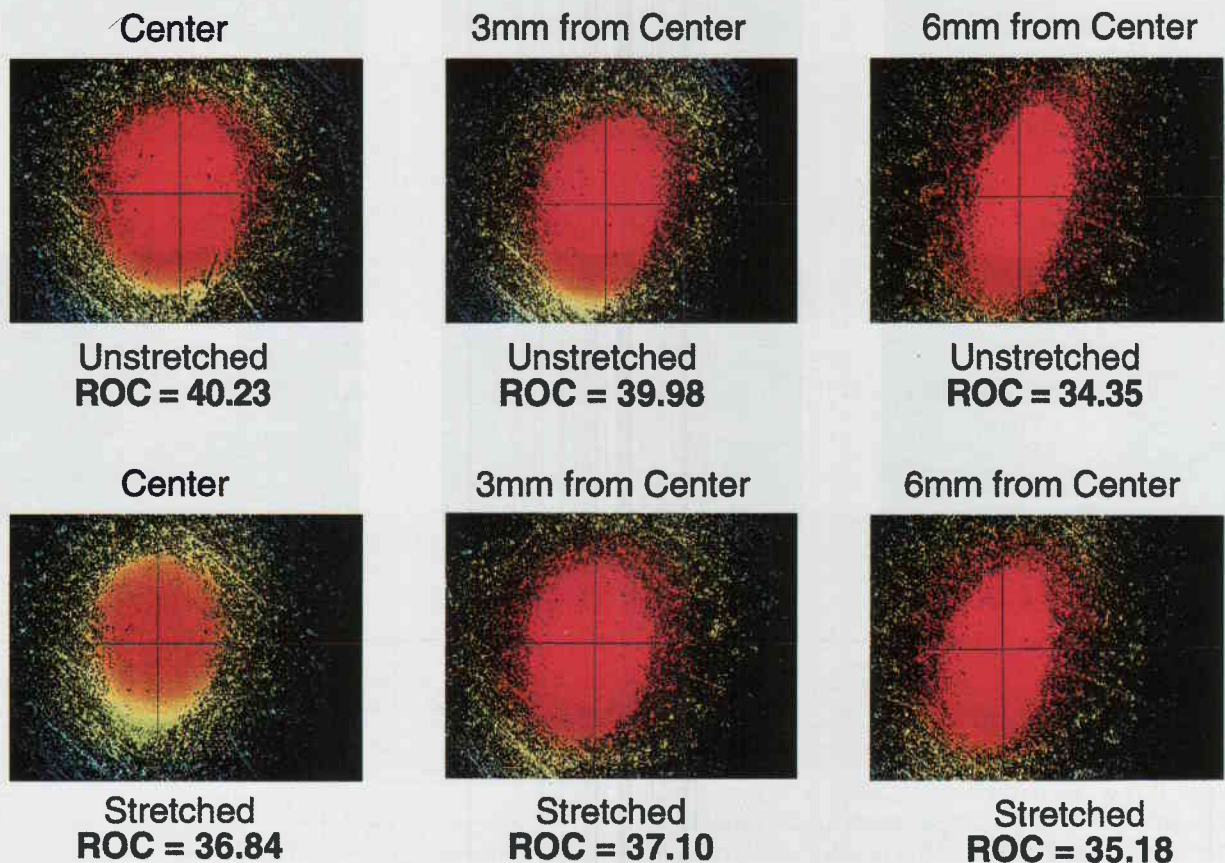 Center
3mm from Center
6mm from Center
Unstretched
ROC = 40.23
Unstretched
ROC = 39.98
Unstretched
ROC = 34.35
Center
3mm from Center
6mm from Center
Stretched
ROC = 36.84
Stretched
ROC = 37.10
Stretched
ROC = 35.18